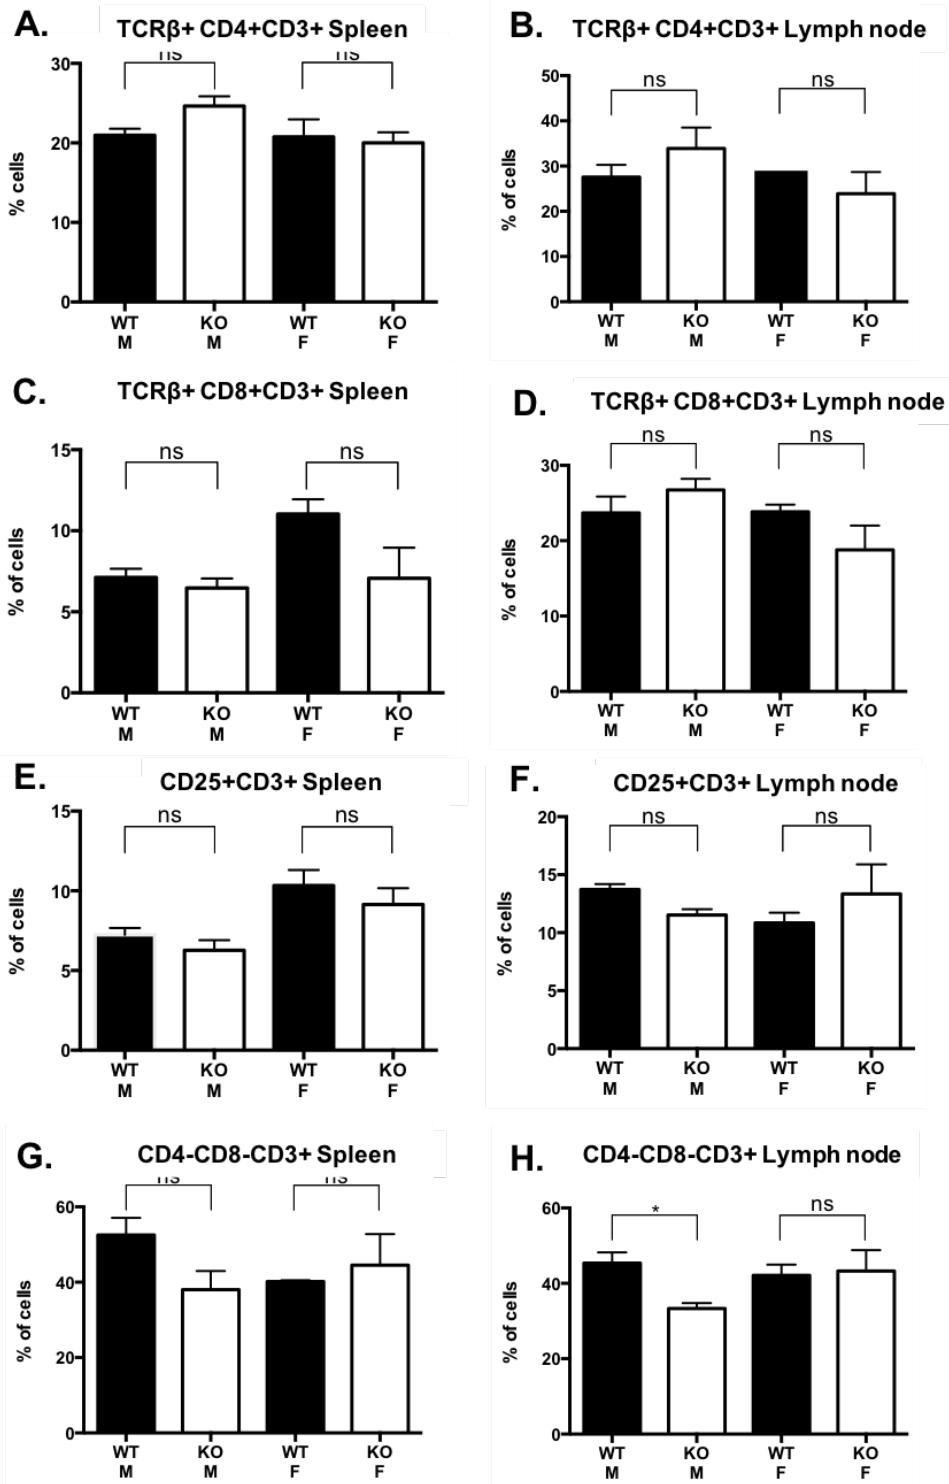 A. TCRβ+ CD4+CD3+ Spleen
ns ns
30
20
10
0
% cells
WT KO WT KO
M M F F
B. TCRβ+ CD4+CD3+ Lymph node
ns ns
50
40
30
20
10
0
% of cells
WT KO WT KO
M M F F
C. TCRβ+ CD8+CD3+ Spleen
ns ns
15
10
5
0
% of cells
WT KO WT KO
M M F F
D. TCRβ+ CD8+CD3+ Lymph node
ns ns
30
20
10
0
% of cells
WT KO WT KO
M M F F
E. CD25+CD3+ Spleen
ns ns
15
10
5
0
% of cells
WT KO WT KO
M M F F
F. CD25+CD3+ Lymph node
ns ns
20
15
10
5
0
% of cells
WT KO WT KO
M M F F
G. CD4-CD8-CD3+ Spleen
ns ns
60
40
20
0
% of cells
WT KO WT KO
M M F F
H. CD4-CD8-CD3+ Lymph node
* ns
60
40
20
0
% of cells
WT KO WT KO
M M F F